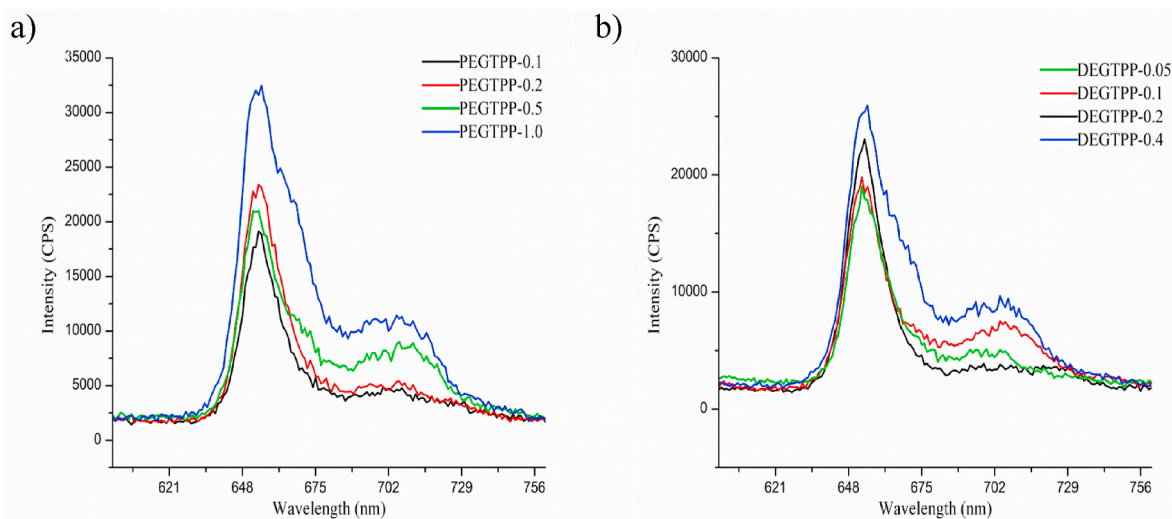 a)
35000
30000
25000
20000
15000
10000
5000
0
Intensity (CPS)
PEGTPP-0.1
PEGTPP-0.2
PEGTPP-0.5
PEGTPP-1.0
621 648 675 702 729 756
Wavelength (nm)
b)
30000
20000
10000
0
Intensity (CPS)
DEGTPP-0.05
DEGTPP-0.1
DEGTPP-0.2
DEGTPP-0.4
621 648 675 702 729 756
Wavelength (nm)